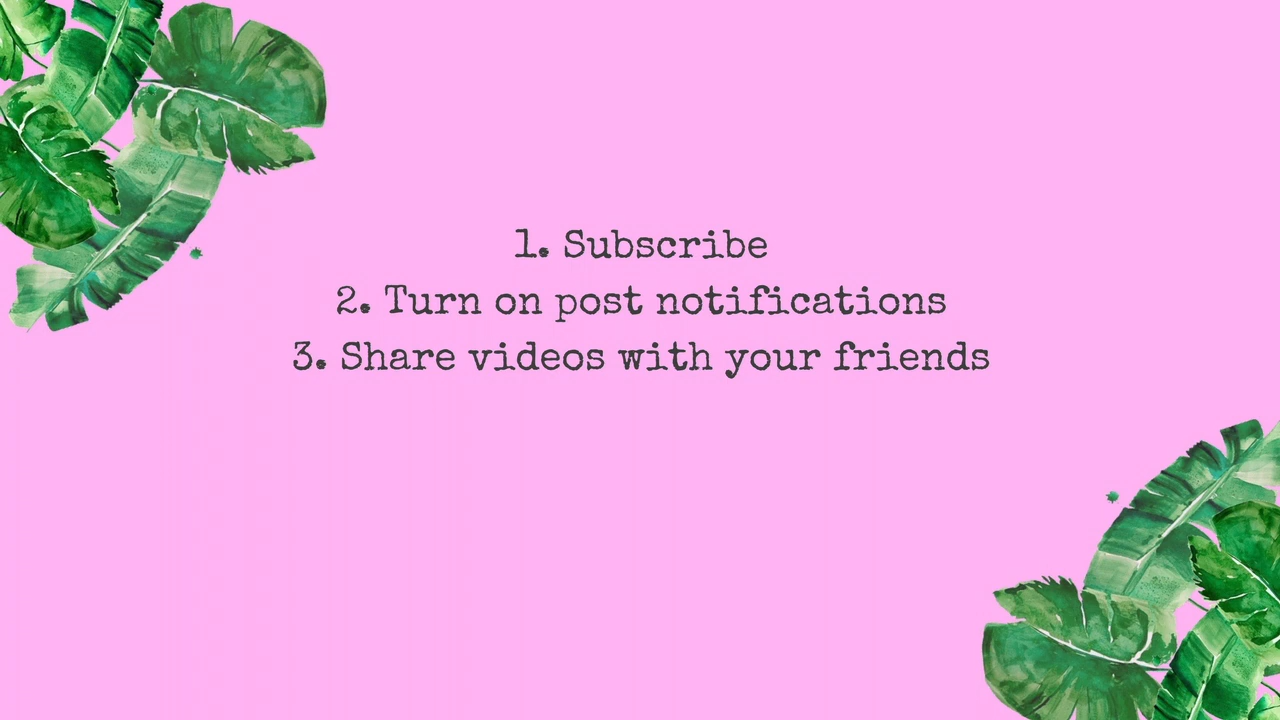 1. Subscribe
2. Turn on post notifications
3. Share videos with your friends